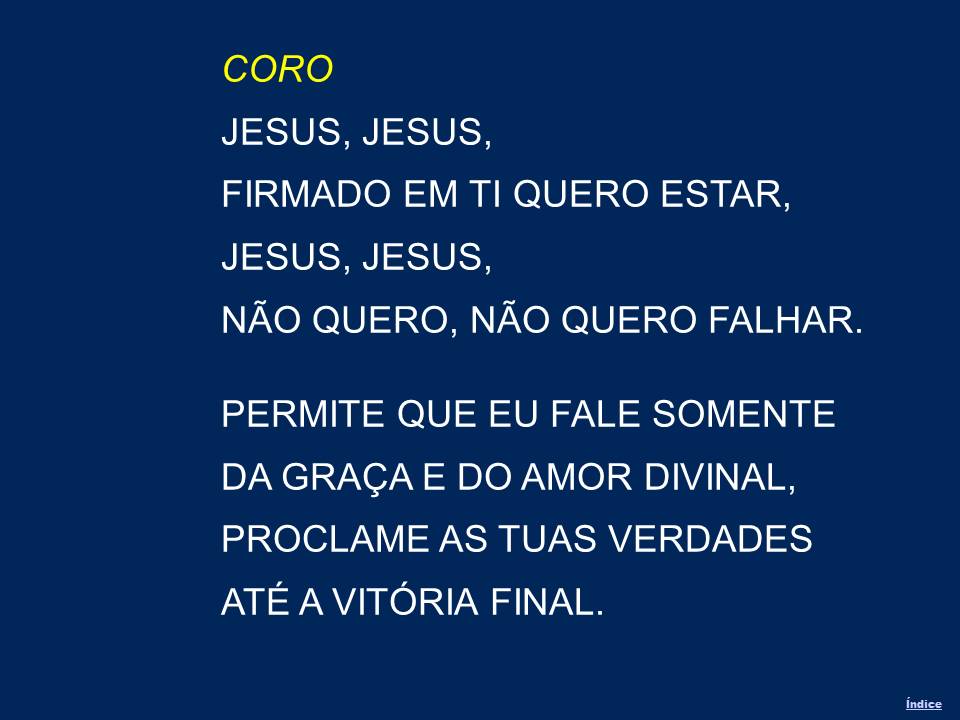 CORO
JESUS, JESUS,
FIRMADO EM TI QUERO ESTAR,
JESUS, JESUS,
NÃO QUERO, NÃO QUERO FALHAR.
PERMITE QUE EU FALE SOMENTE
DA GRAÇA E DO AMOR DIVINAL,
PROCLAME AS TUAS VERDADES
ATÉ A VITÓRIA FINAL.
Índice